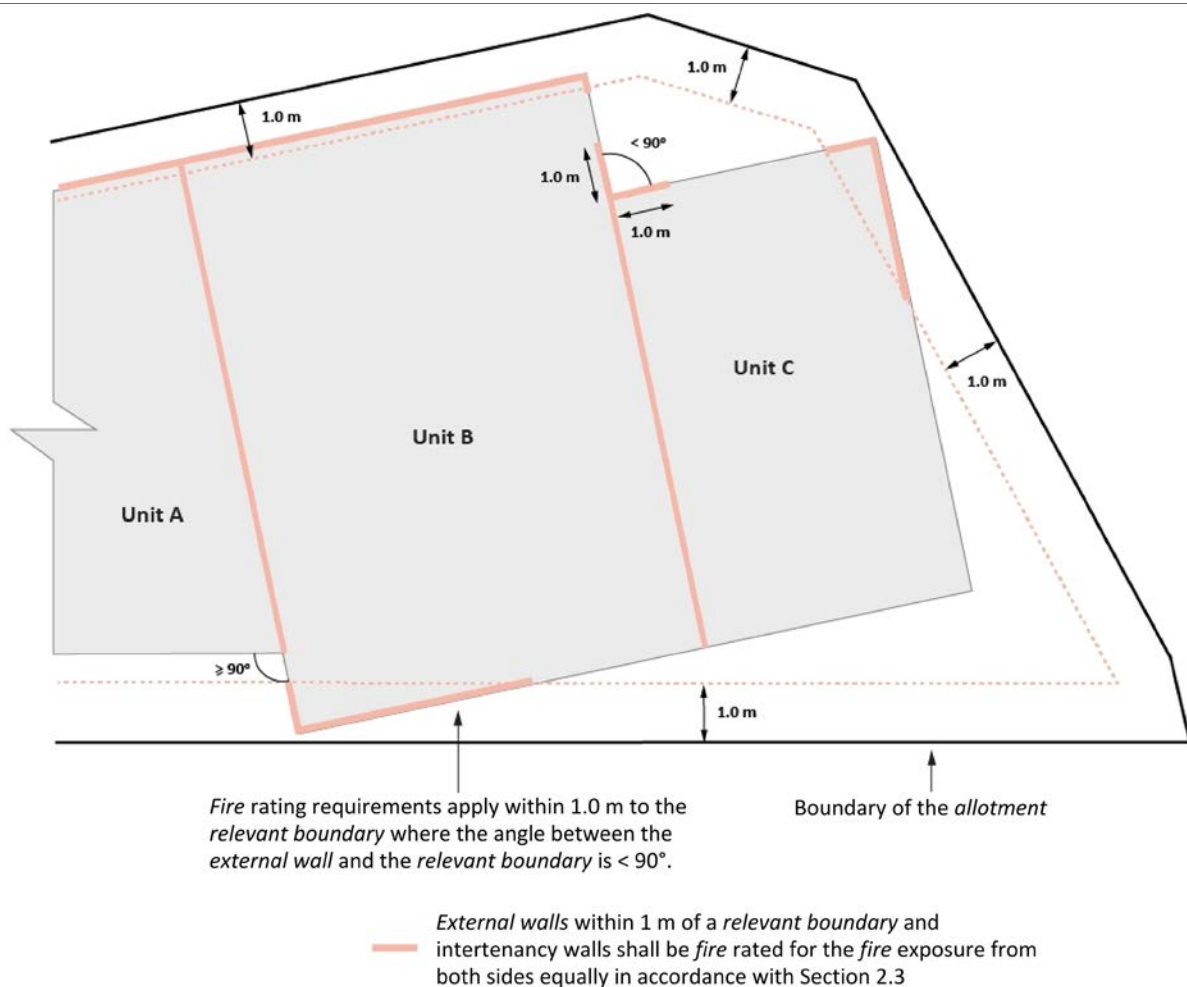 1.0 m
1.0 m
< 90°
1.0 m
1.0 m
Unit C
1.0 m
Unit B
Unit A
≥ 90°
1.0 m
Fire rating requirements apply within 1.0 m to the
relevant boundary where the angle between the
external wall and the relevant boundary is < 90°.
Boundary of the allotment
External walls within 1 m of a relevant boundary and
intertenancy walls shall be fire rated for the fire exposure from
both sides equally in accordance with Section 2.3